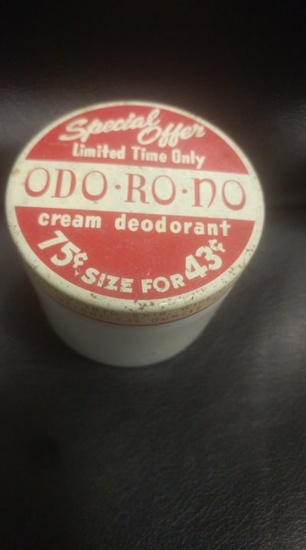 Special Offer
Limited Time Only
ODO·RO·NO
cream deodorant
75¢ SIZE FOR 43¢